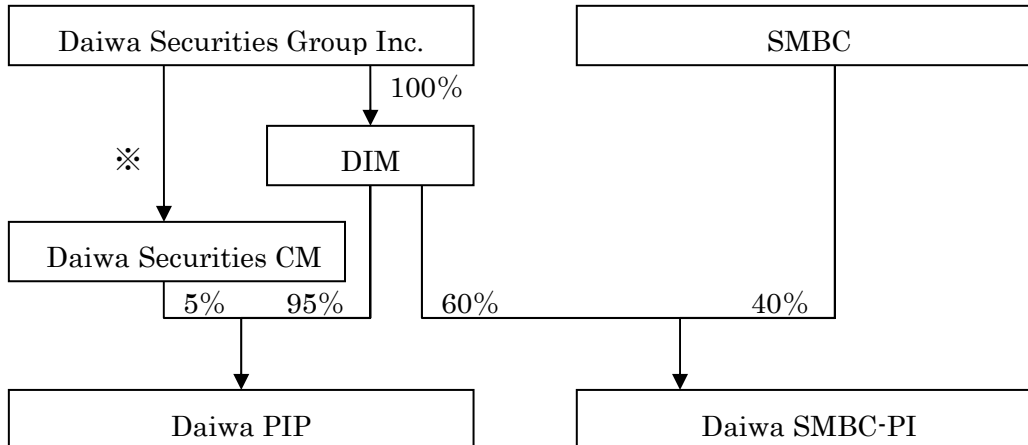 Daiwa Securities Group Inc.
SMBC
100%
DIM
※
Daiwa Securities CM
5%
95%
60%
40%
Daiwa PIP
Daiwa SMBC-PI